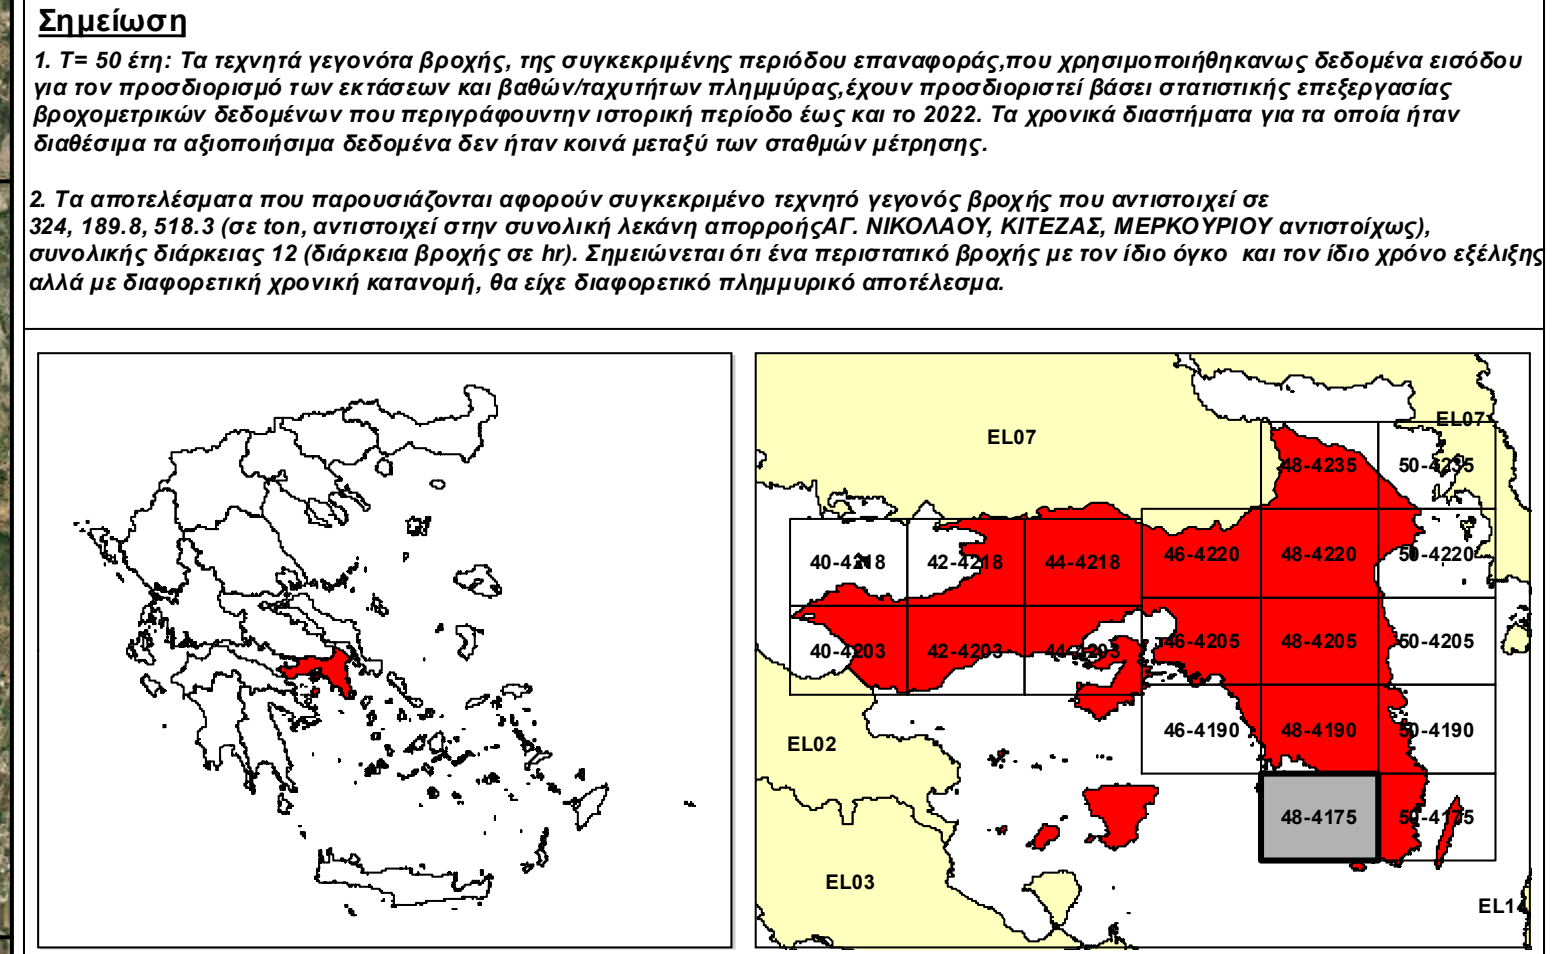 Σημείωση
1. Τ= 50 έτη: Τα τεχνητά γεγονότα βροχής, της συγκεκριμένης περιόδου επαναφοράς,που χρησιμοποιήθηκανως δεδομένα εισόδου
για τον προσδιορισμό των εκτάσεων και βαθών/ταχυτήτων πλημμύρας,έχουν προσδιοριστεί βάσει στατιστικής επεξεργασίας
βροχομετρικών δεδομένων που περιγράφουντην ιστορική περίοδο έως και το 2022. Τα χρονικά διαστήματα για τα οποία ήταν
διαθέσιμα τα αξιοποιήσιμα δεδομένα δεν ήταν κοινά μεταξύ των σταθμών μέτρησης.
2. Τα αποτελέσματα που παρουσιάζονται αφορούν συγκεκριμένο τεχνητό γεγονός βροχής που αντιστοιχεί σε
324, 189.8, 518.3 (σε ton, αντιστοιχεί στην συνολική λεκάνη απορροήςΑΓ. ΝΙΚΟΛΑΟΥ, ΚΙΤΕΖΑΣ, ΜΕΡΚΟΥΡΙΟΥ αντιστοίχως),
συνολικής διάρκειας 12 (διάρκεια βροχής σε hr). Σημειώνεται ότι ένα περιστατικό βροχής με τον ίδιο όγκο και τον ίδιο χρόνο εξέλιξης
αλλά με διαφορετική χρονική κατανομή, θα είχε διαφορετικό πλημμυρικό αποτέλεσμα.
EL07
EL07
48-4235
50-4235
40-4218
42-4218
44-4218
46-4220
48-4220
50-4220
40-4203
42-4203
44-4203
46-4205
48-4205
50-4205
EL02
46-4190
48-4190
50-4190
48-4175
50-4175
EL03
EL14